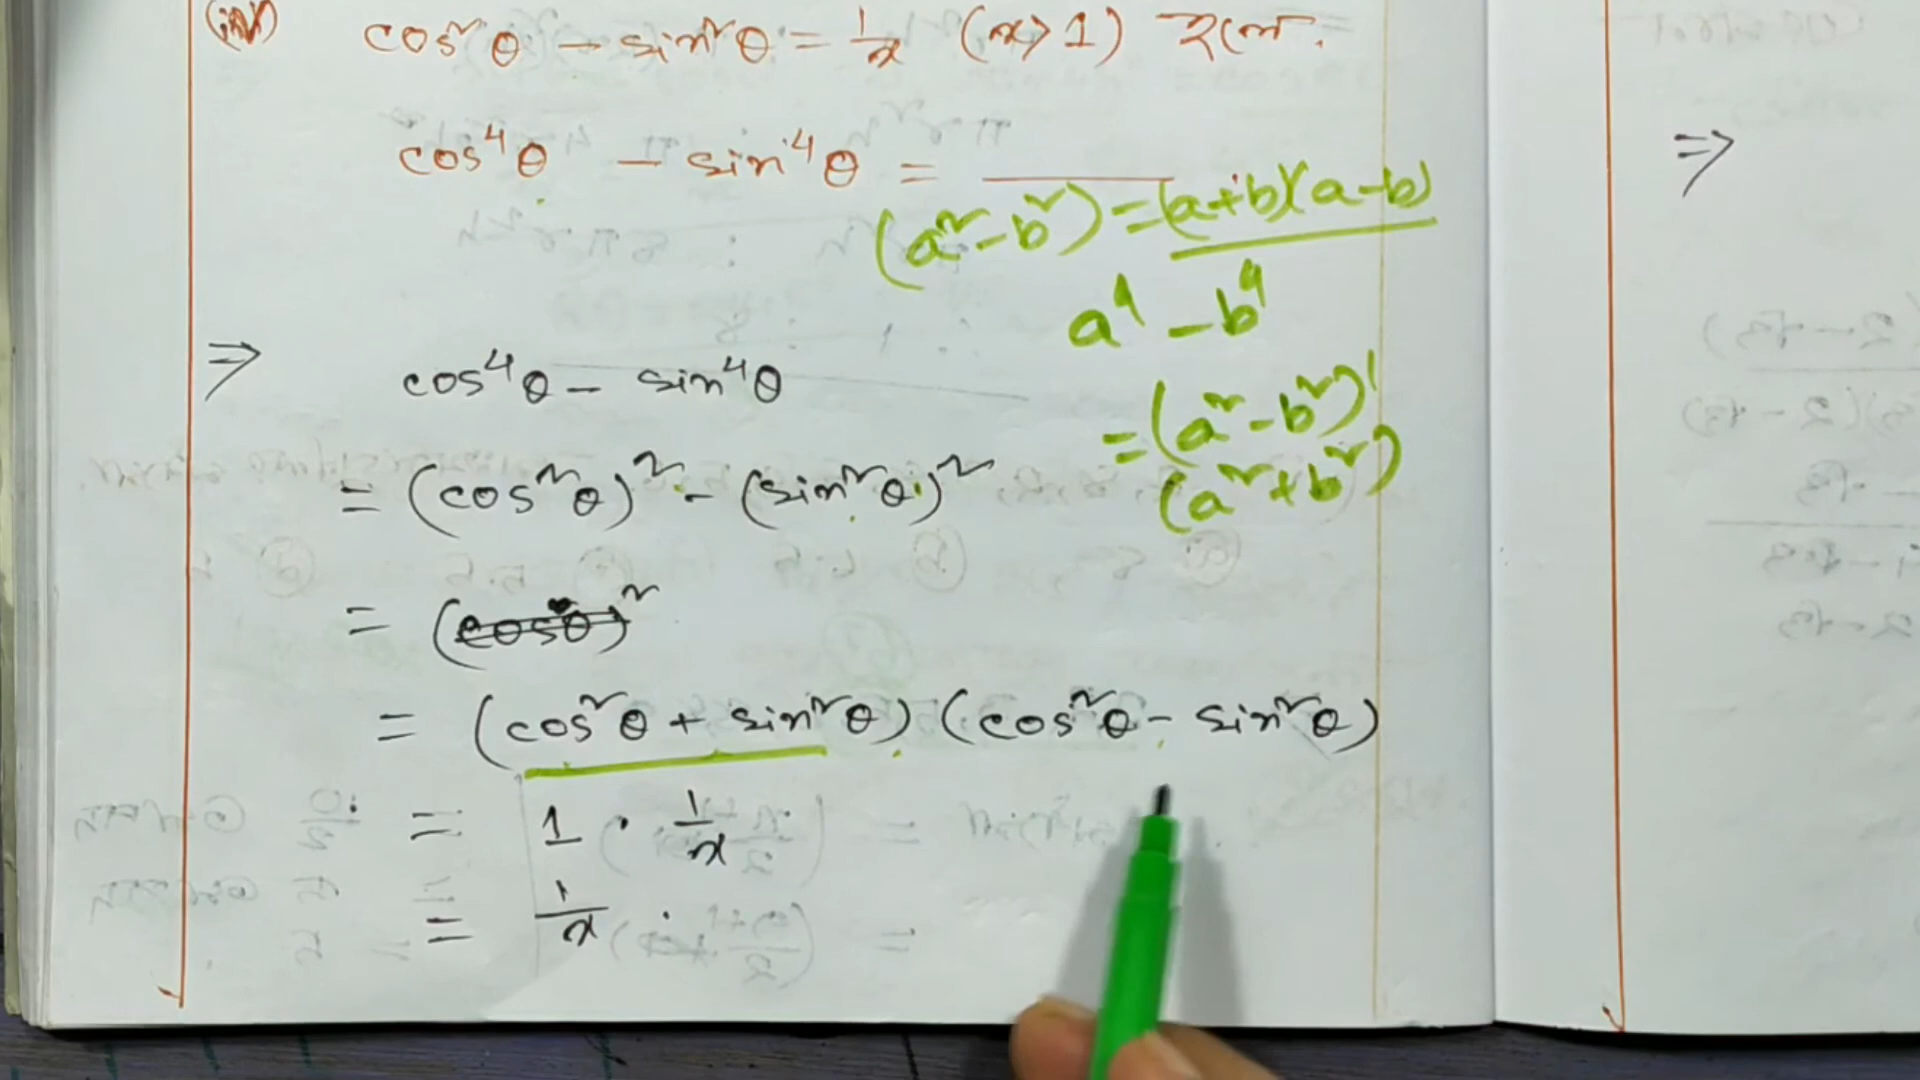 (iv) cos²θ - sin²θ = 1/x (x > 1) হলে.
cos⁴θ - sin⁴θ = ____
(a² - b²) = (a+b)(a-b)
a⁴ - b⁴
= (a² - b²)
(a² + b²)
⇒ cos⁴θ - sin⁴θ
= (cos²θ)² - (sin²θ)²
= (cos²θ)²
= (cos²θ + sin²θ) (cos²θ - sin²θ)
= 1 · 1/x
= 1/x
⇒